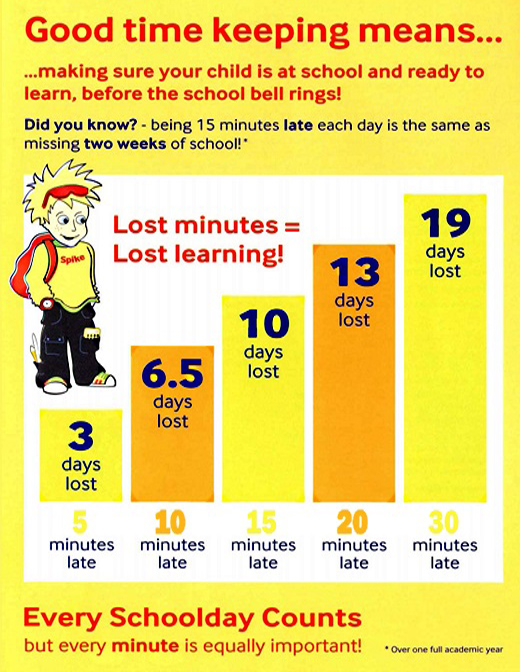 Good time keeping means...
...making sure your child is at school and ready to
learn, before the school bell rings!
Did you know? - being 15 minutes late each day is the same as
missing two weeks of school!*
Lost minutes =
Lost learning!
Spike
3
days
lost
6.5
days
lost
10
days
lost
13
days
lost
19
days
lost
5
minutes
late
10
minutes
late
15
minutes
late
20
minutes
late
30
minutes
late
Every Schoolday Counts
but every minute is equally important!
* Over one full academic year